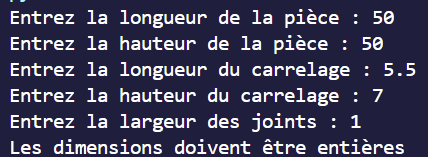 Entrez la longueur de la pièce : 50
Entrez la hauteur de la pièce : 50
Entrez la longueur du carrelage : 5.5
Entrez la hauteur du carrelage : 7
Entrez la largeur des joints : 1
Les dimensions doivent être entières